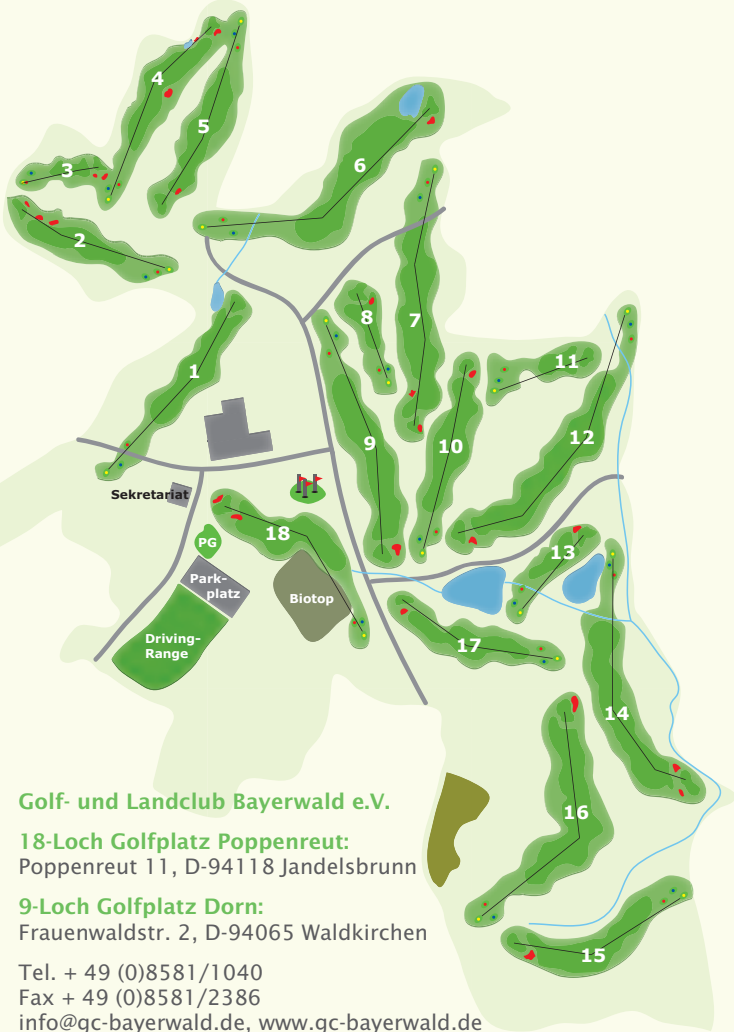 4
5
3
6
2
8
7
1
11
9
10
12
Sekretariat
18
PG
13
Park-
platz
Biotop
Driving-
Range
17
14
16
15
Golf- und Landclub Bayerwald e.V.
18-Loch Golfplatz Poppenreut:
Poppenreut 11, D-94118 Jandelsbrunn
9-Loch Golfplatz Dorn:
Frauenwaldstr. 2, D-94065 Waldkirchen
Tel. + 49 (0)8581/1040
Fax + 49 (0)8581/2386
info@gc-bayerwald.de, www.gc-bayerwald.de